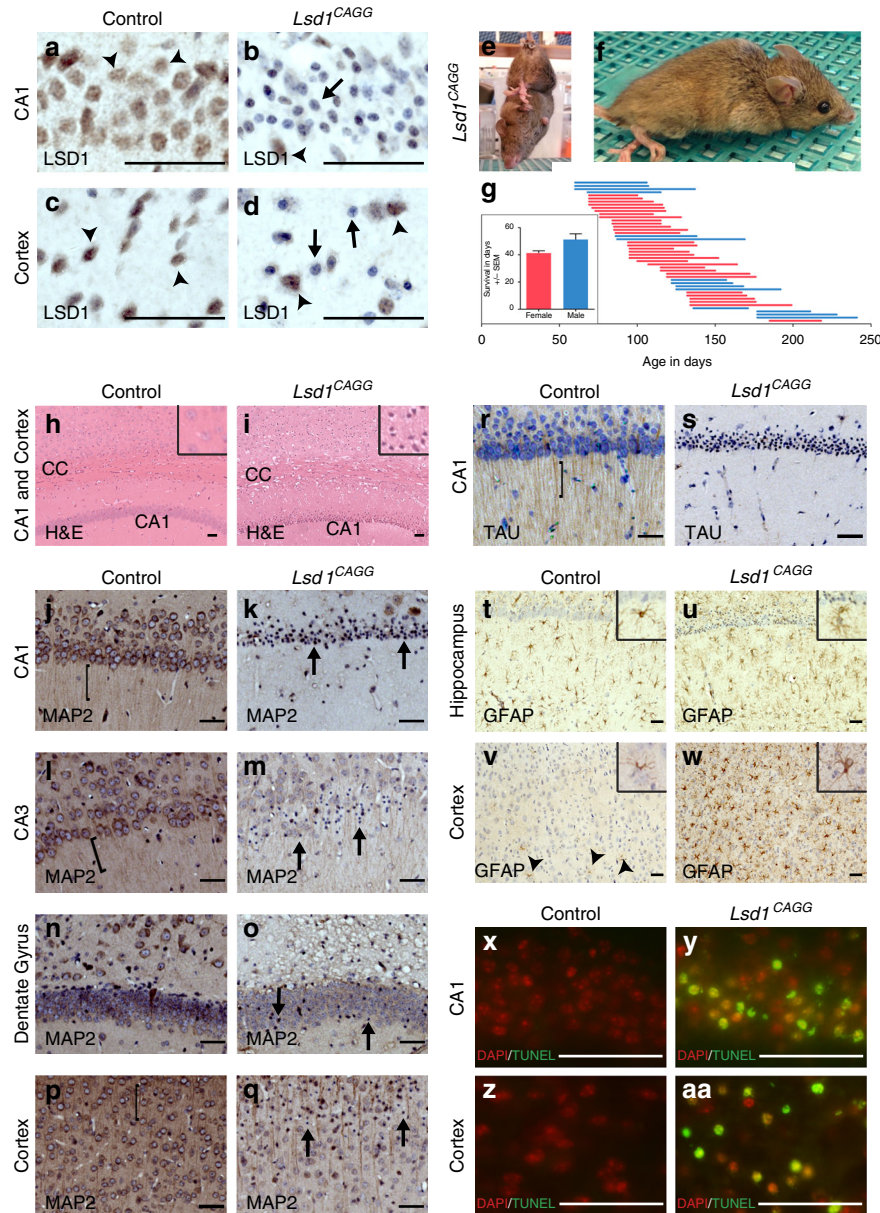 Control
Lsd1CAGG
CA1
a
LSD1
b
LSD1
Cortex
c
LSD1
d
LSD1
Lsd1CAGG
e
f
g
Survival in days
+/− SEM
60
40
20
0
Female
Male
0
50
100
150
200
250
Age in days
Control
Lsd1CAGG
CA1 and Cortex
h
CC
CA1
H&E
i
CC
CA1
H&E
Control
Lsd1CAGG
CA1
j
MAP2
k
MAP2
CA3
l
MAP2
m
MAP2
Dentate Gyrus
n
MAP2
o
MAP2
Cortex
p
MAP2
q
MAP2
Control
Lsd1CAGG
CA1
r
TAU
s
TAU
Control
Lsd1CAGG
Hippocampus
t
GFAP
u
GFAP
Cortex
v
GFAP
w
GFAP
Control
Lsd1CAGG
CA1
x
DAPI/TUNEL
y
DAPI/TUNEL
Cortex
z
DAPI/TUNEL
aa
DAPI/TUNEL